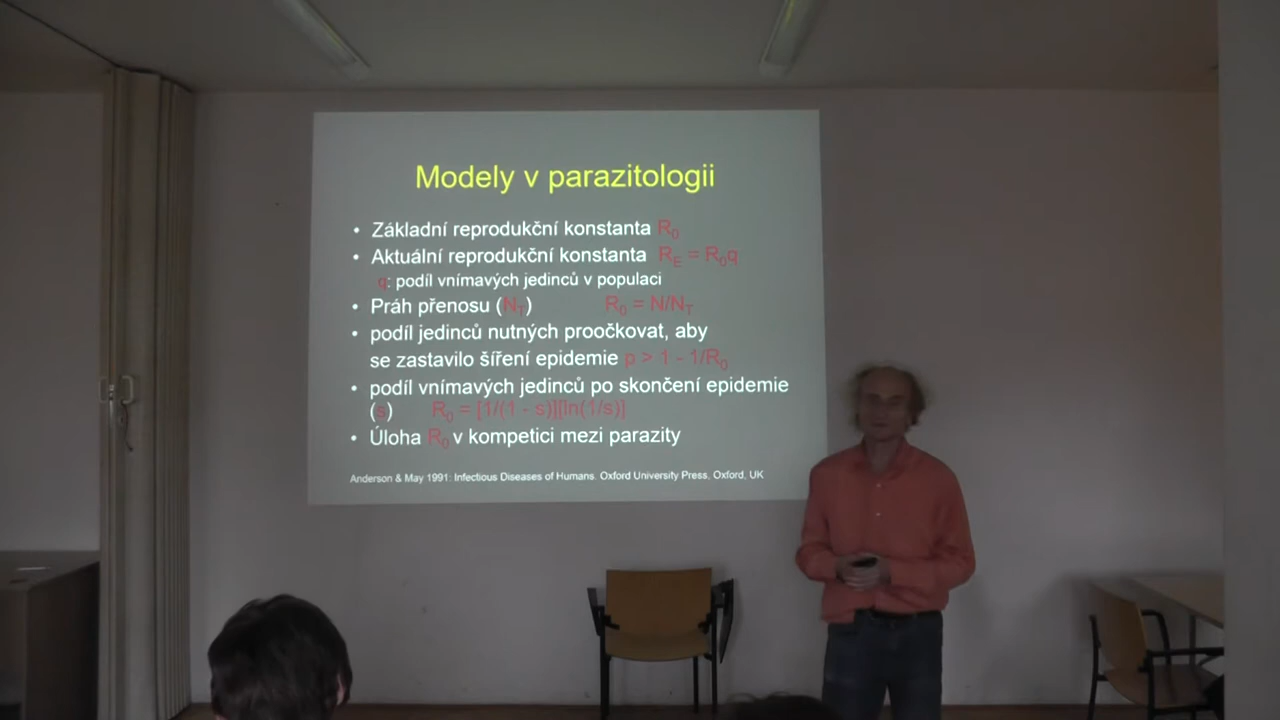 Modely v parazitologii
• Základní reprodukční konstanta R₀
• Aktuální reprodukční konstanta R_E = R₀q
q: podíl vnímavých jedinců v populaci
• Práh přenosu (N_T) R₀ = N/N_T
• podíl jedinců nutných proočkovat, aby
se zastavilo šíření epidemie p > 1 - 1/R₀
• podíl vnímavých jedinců po skončení epidemie
(s) R₀ = [1/(1 - s)][ln(1/s)]
• Úloha R₀ v kompetici mezi parazity
Anderson & May 1991: Infectious Diseases of Humans. Oxford University Press, Oxford, UK